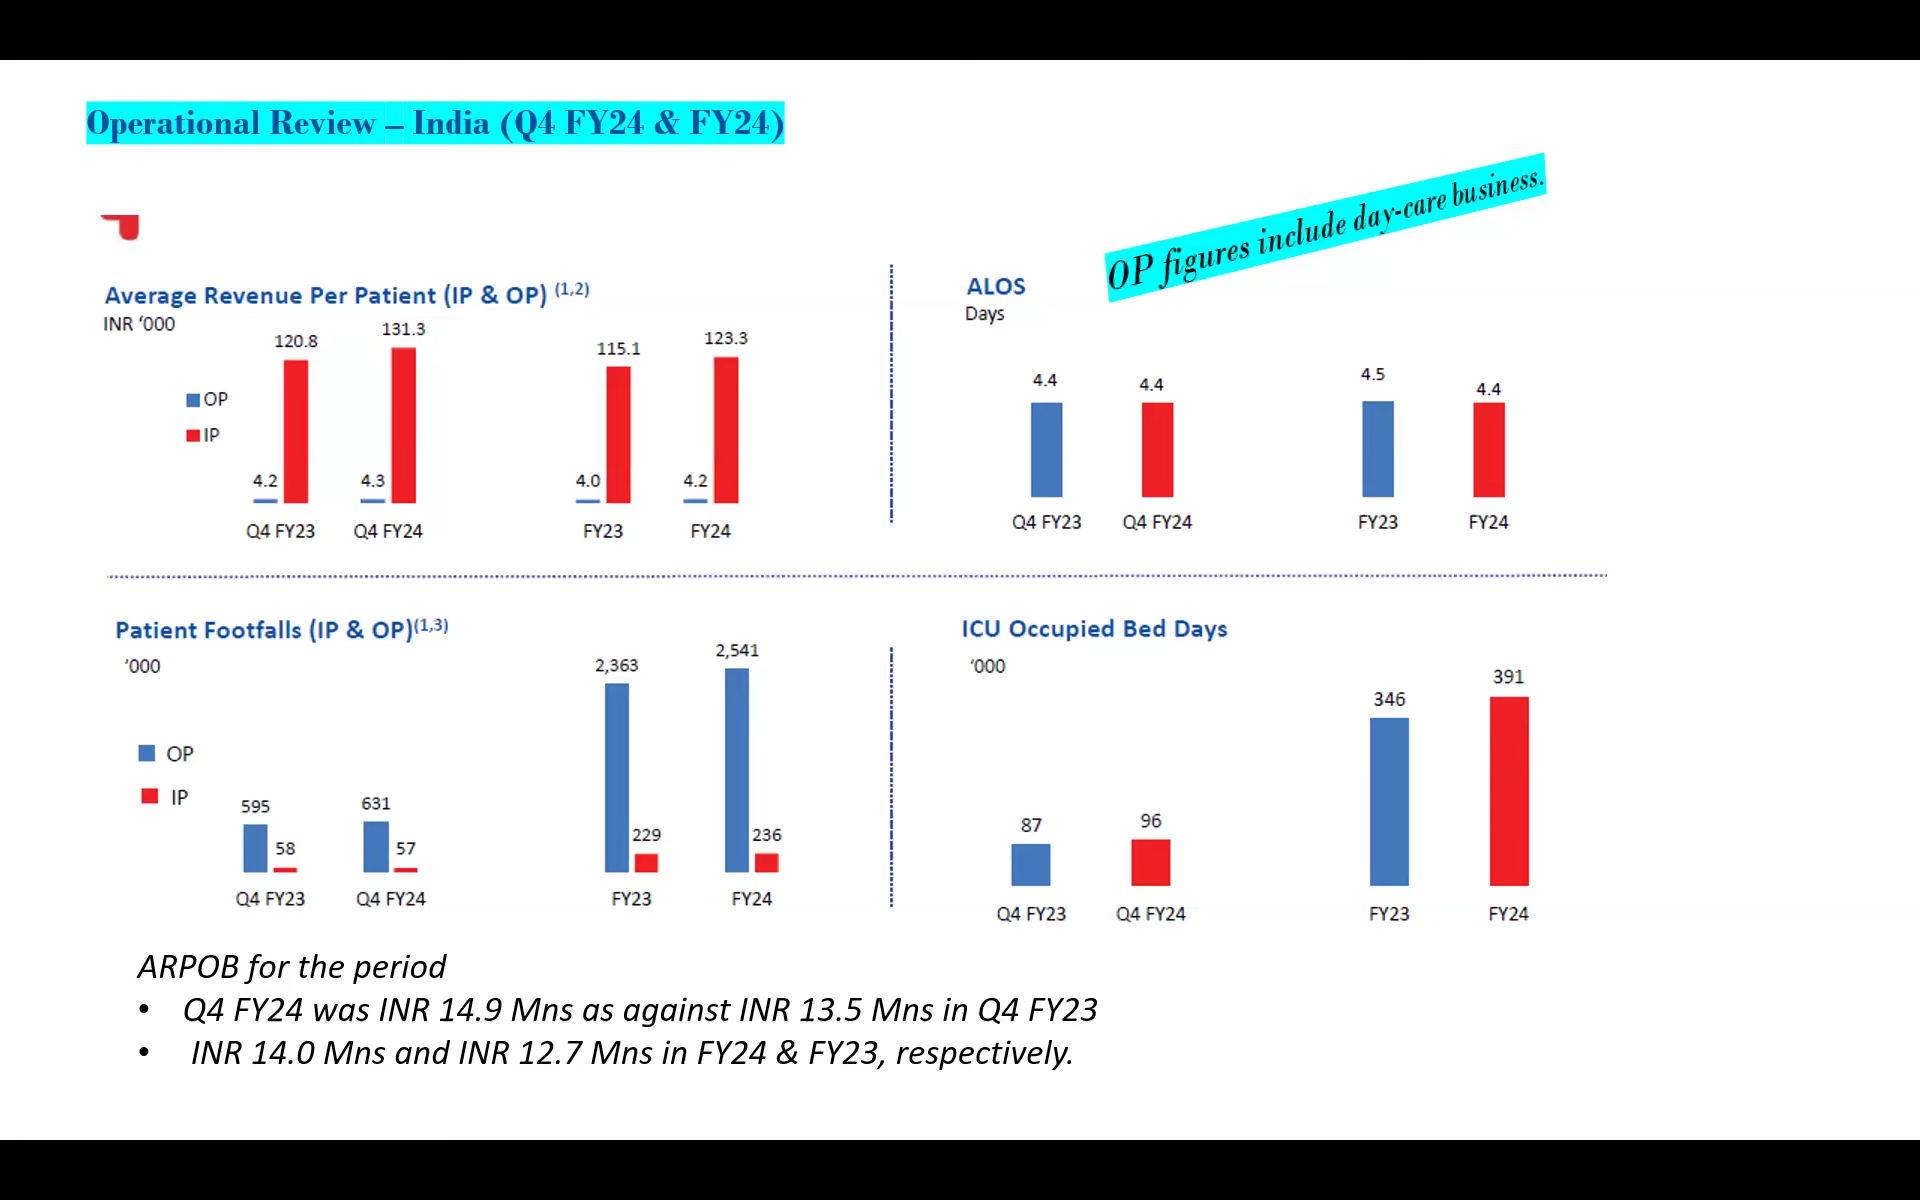 Operational Review – India (Q4 FY24 & FY24)
OP figures include day-care business.
Average Revenue Per Patient (IP & OP) (1,2)
INR ‘000
OP
IP
4.2
120.8
4.3
131.3
4.0
115.1
4.2
123.3
Q4 FY23
Q4 FY24
FY23
FY24
ALOS
Days
4.4
4.4
4.5
4.4
Q4 FY23
Q4 FY24
FY23
FY24
Patient Footfalls (IP & OP)(1,3)
‘000
OP
IP
595
58
631
57
2,363
229
2,541
236
Q4 FY23
Q4 FY24
FY23
FY24
ICU Occupied Bed Days
‘000
87
96
346
391
Q4 FY23
Q4 FY24
FY23
FY24
ARPOB for the period
• Q4 FY24 was INR 14.9 Mns as against INR 13.5 Mns in Q4 FY23
• INR 14.0 Mns and INR 12.7 Mns in FY24 & FY23, respectively.